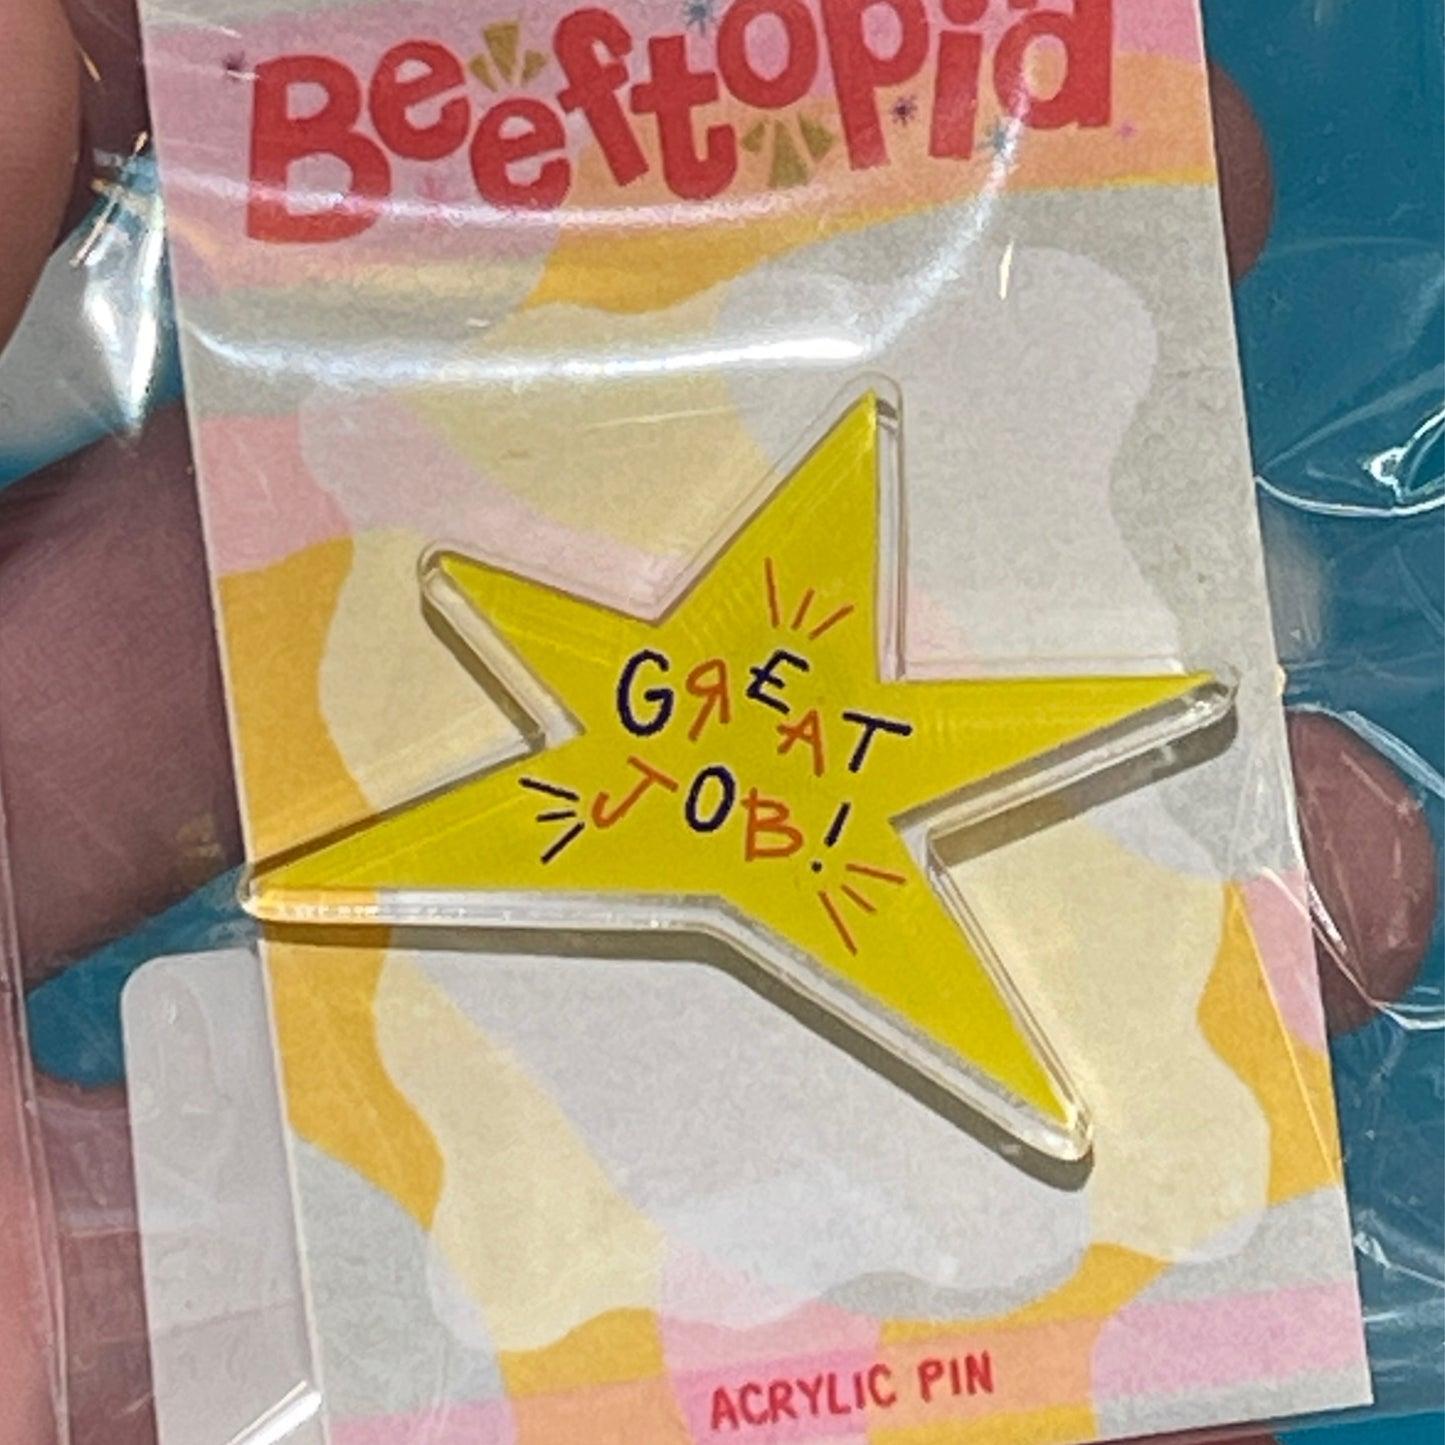 Beeftopia
GREAT
JOB!
ACRYLIC PIN